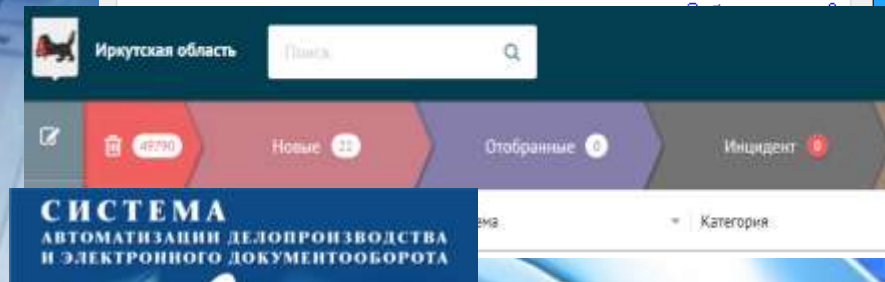 Иркутская область
Поиск
49790
Новые 22
Отобранные 0
Инцидент 0
Категория
СИСТЕМА
АВТОМАТИЗАЦИИ ДЕЛОПРОИЗВОДСТВА
И ЭЛЕКТРОННОГО ДОКУМЕНТООБОРОТА